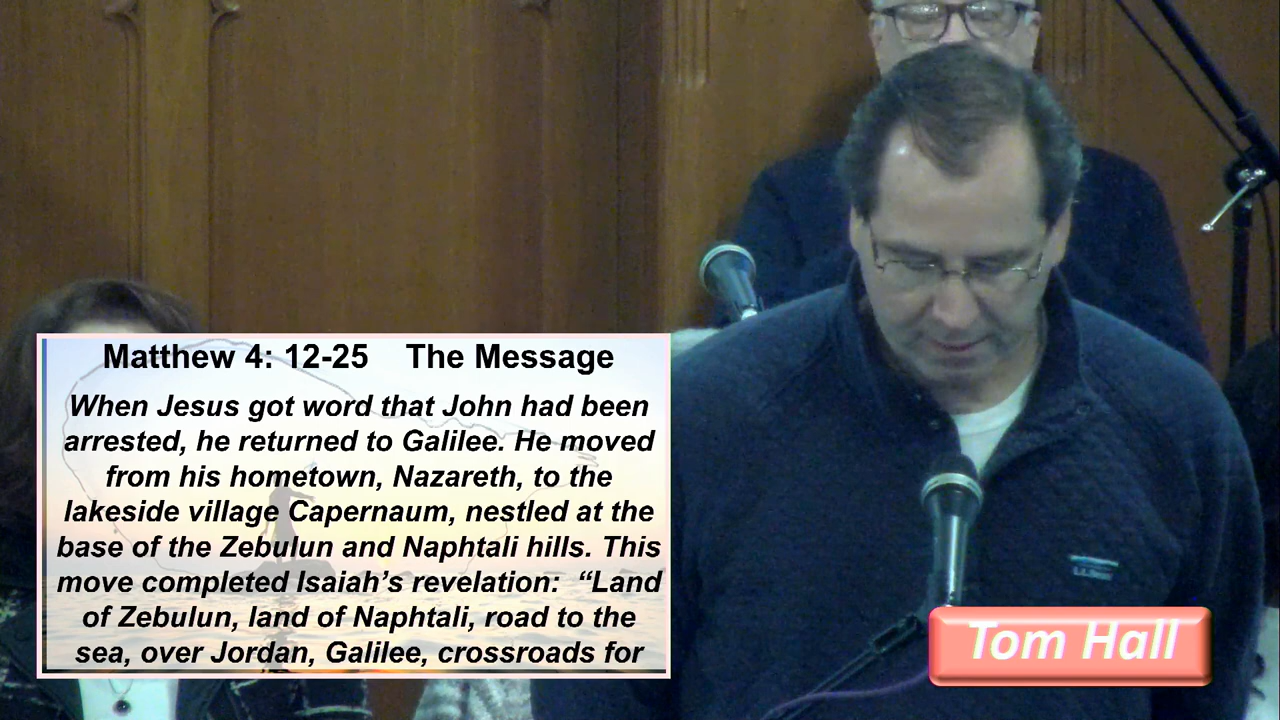 Matthew 4: 12-25 The Message
When Jesus got word that John had been
arrested, he returned to Galilee. He moved
from his hometown, Nazareth, to the
lakeside village Capernaum, nestled at the
base of the Zebulun and Naphtali hills. This
move completed Isaiah’s revelation: “Land
of Zebulun, land of Naphtali, road to the
sea, over Jordan, Galilee, crossroads for
L.L.Bean
Tom Hall